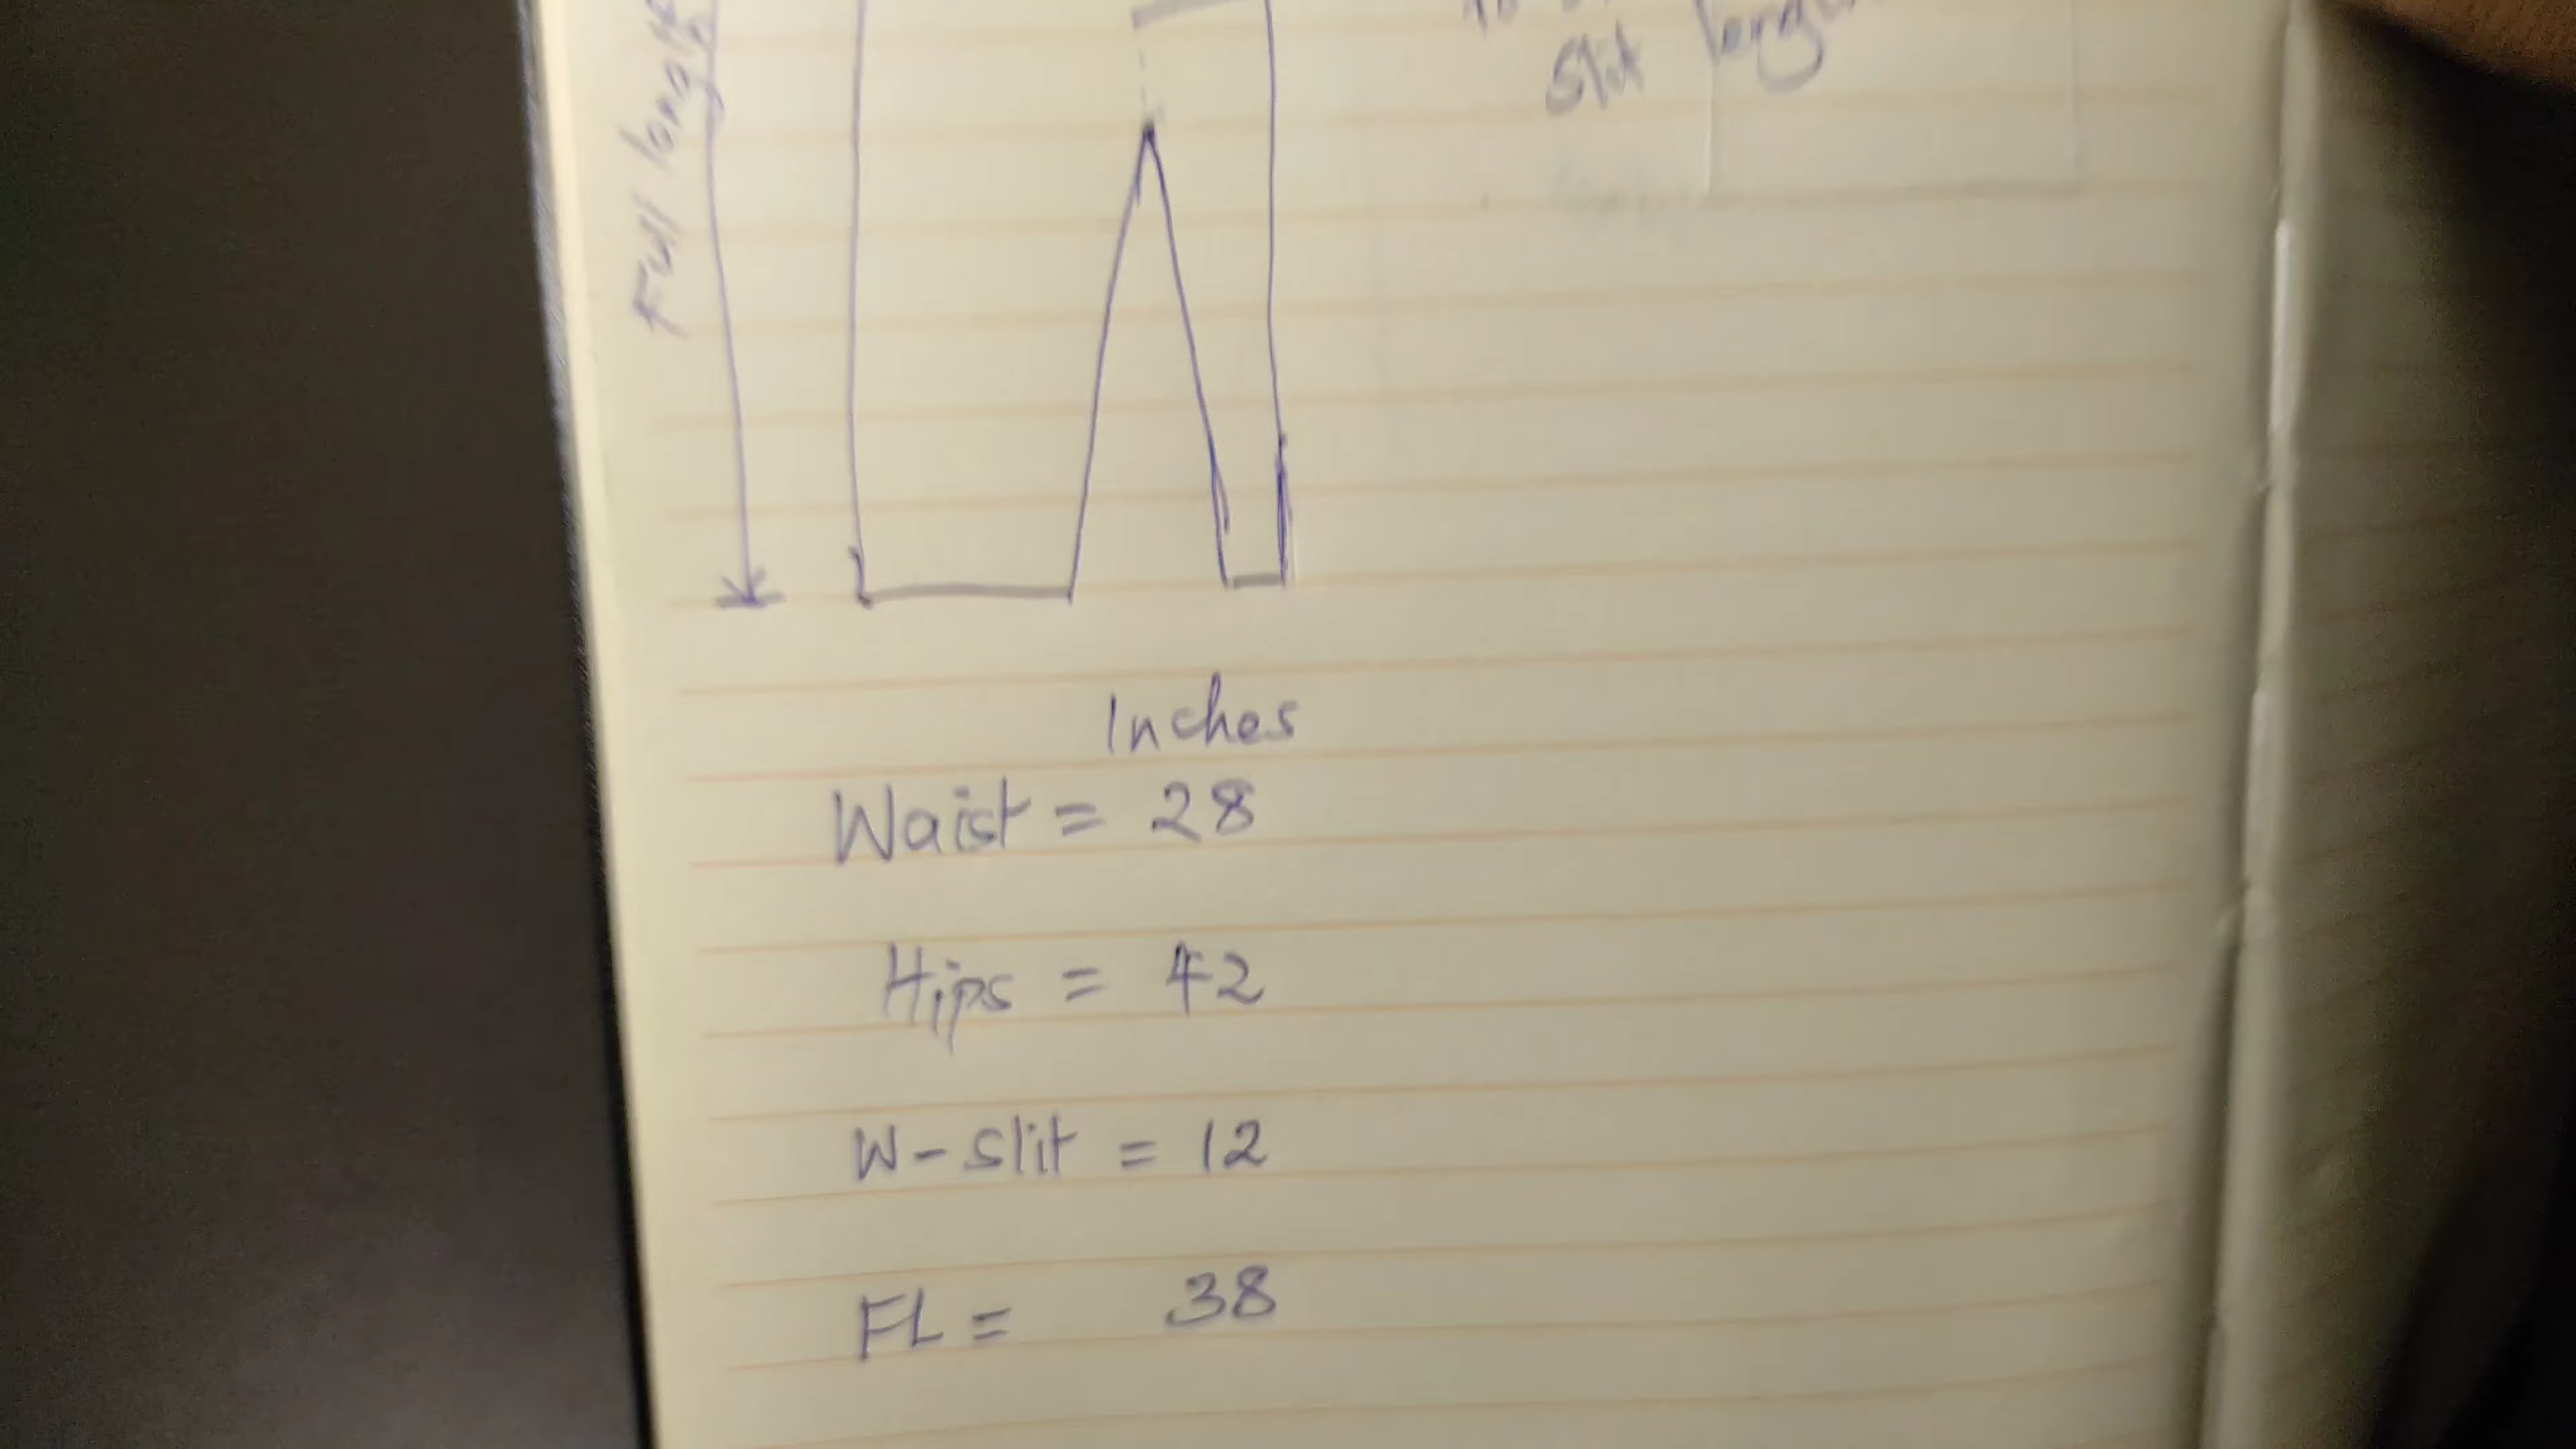 slit length
Full length
Inches
Waist = 28
Hips = 42
W-slit = 12
FL = 38